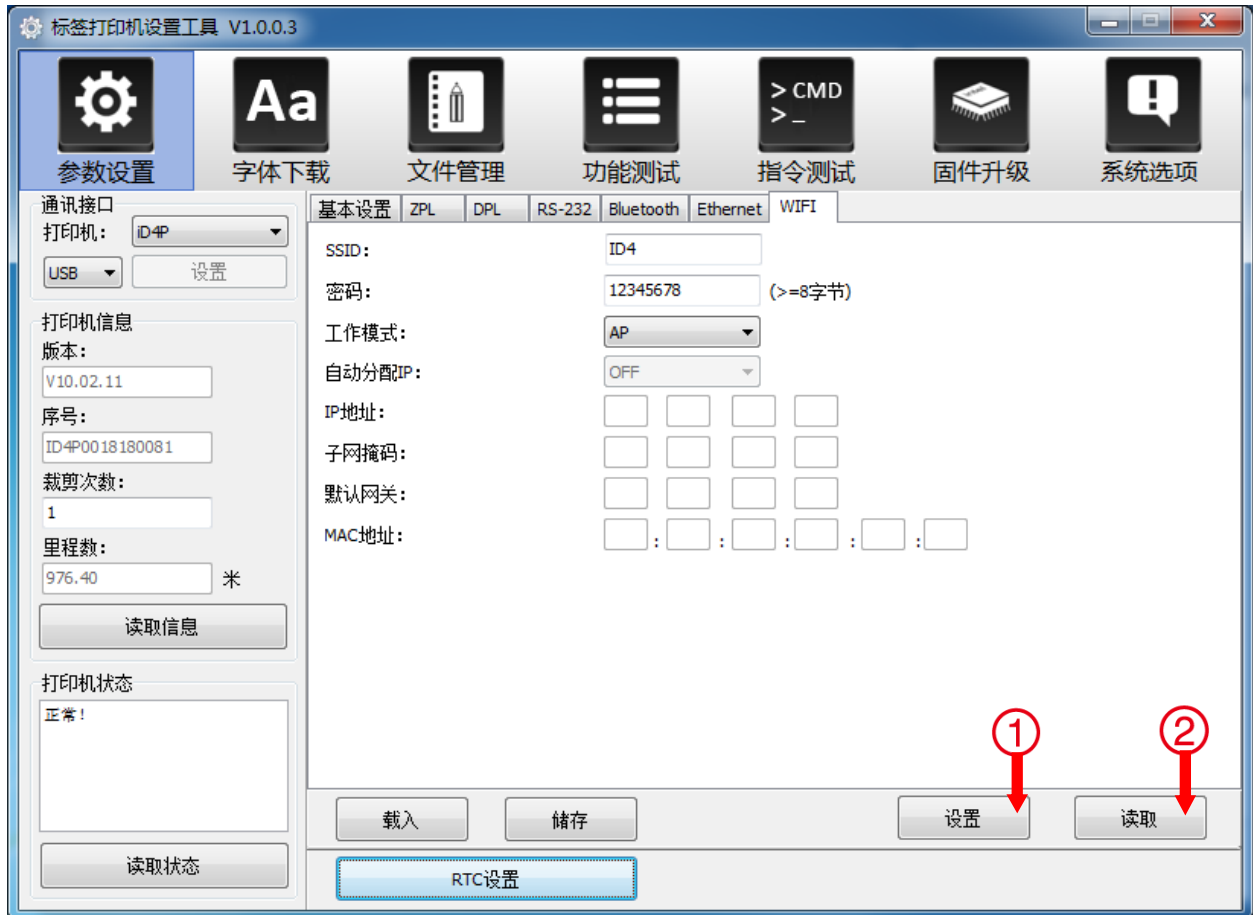 标签打印机设置工具 V1.0.0.3
Aa
> CMD
> _
参数设置
字体下载
文件管理
功能测试
指令测试
固件升级
系统选项
通讯接口
打印机： iD4P
USB 设置
打印机信息
版本：
V10.02.11
序号：
ID4P0018180081
裁剪次数：
1
里程数：
976.40 米
读取信息
打印机状态
正常!
读取状态
基本设置 ZPL DPL RS-232 Bluetooth Ethernet WIFI
SSID： ID4
密码： 12345678 (>=8字节)
工作模式： AP
自动分配IP： OFF
IP地址：
子网掩码：
默认网关：
MAC地址： : : : : :
① ②
载入 储存 设置 读取
RTC设置